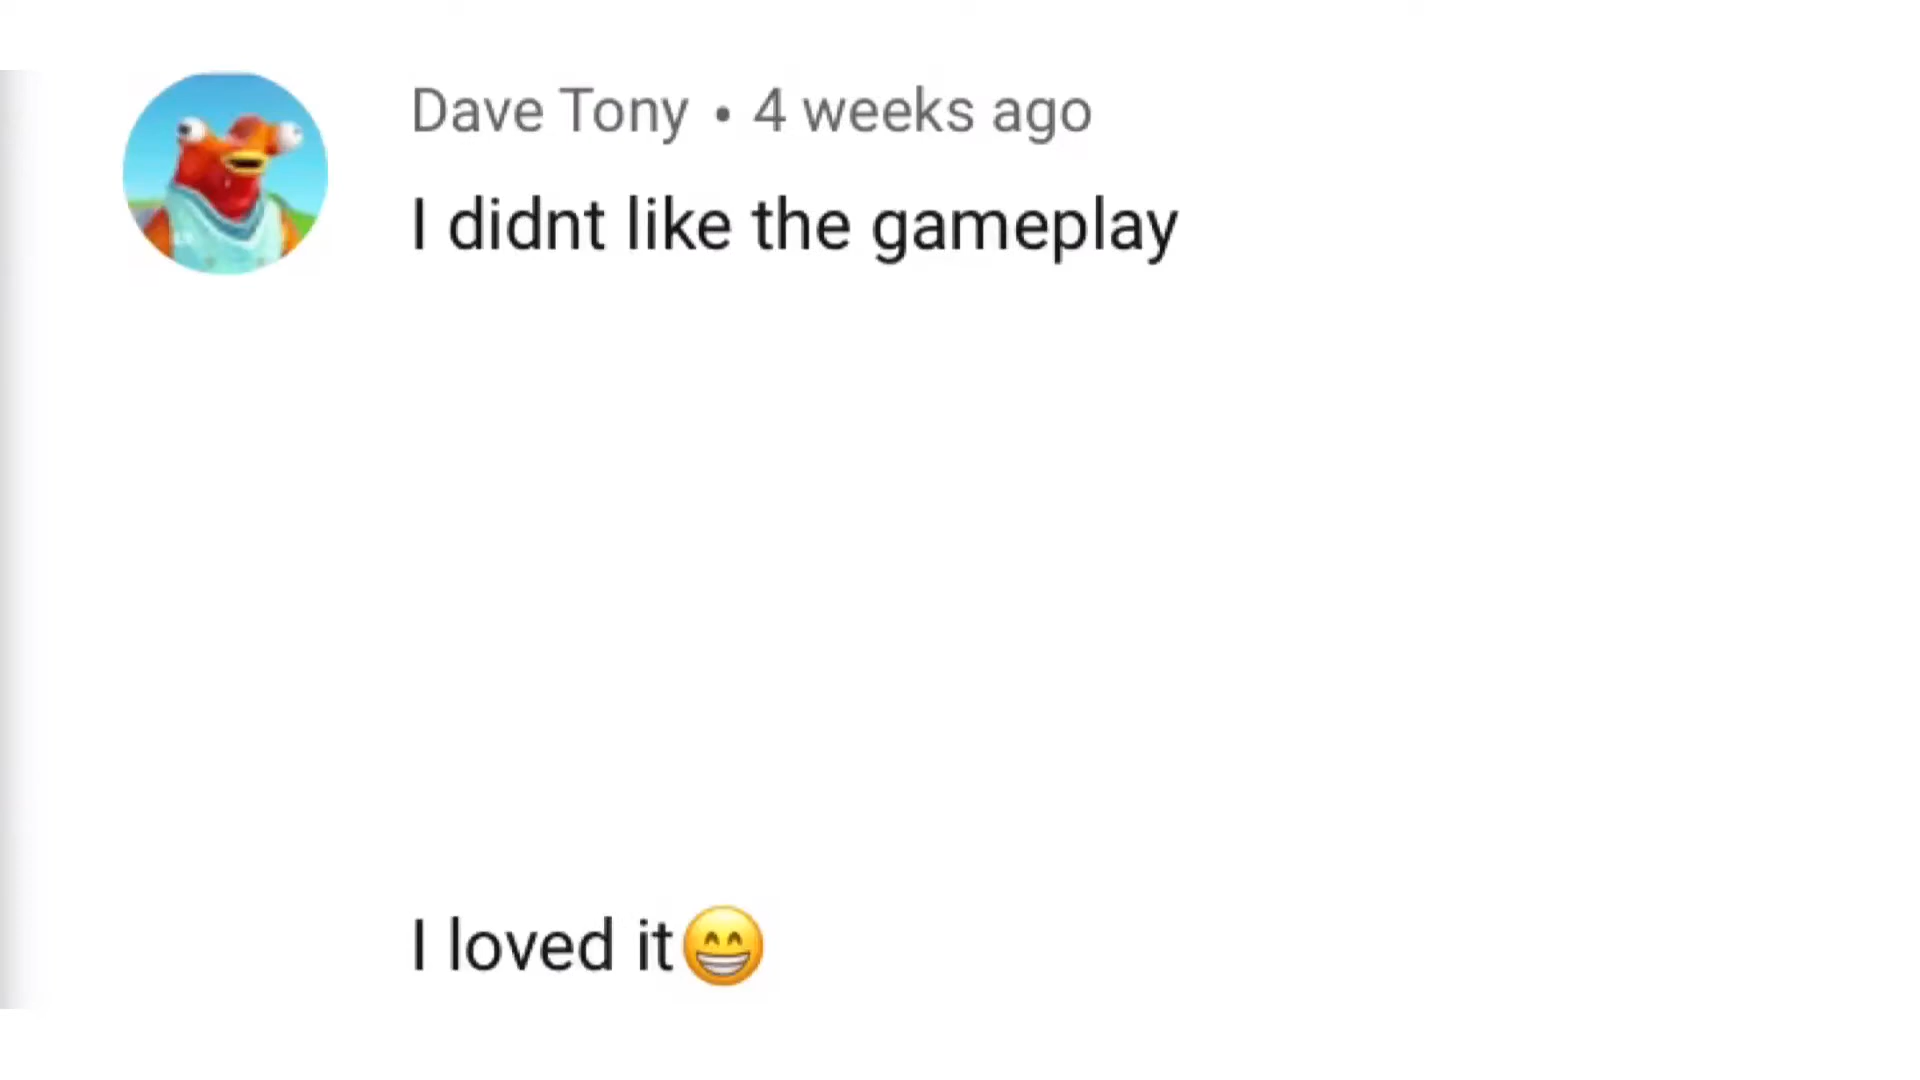 Dave Tony • 4 weeks ago
I didnt like the gameplay
I loved it😁